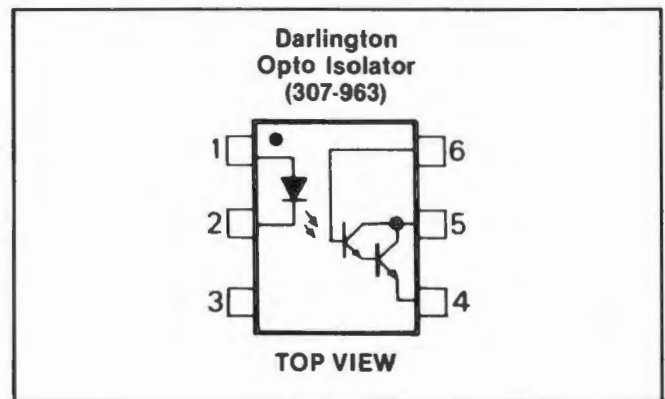 Darlington
Opto Isolator
(307-963)
1 6
2 5
3 4
TOP VIEW